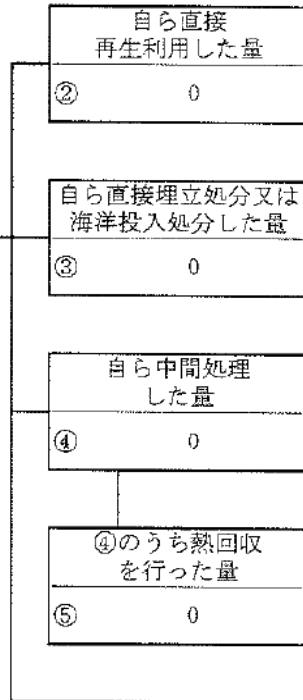 自ら直接
再生利用した量
② 0
自ら直接埋立処分又は
海洋投入処分した量
③ 0
自ら中間処理
した量
④ 0
④のうち熱回収
を行った量
⑤ 0